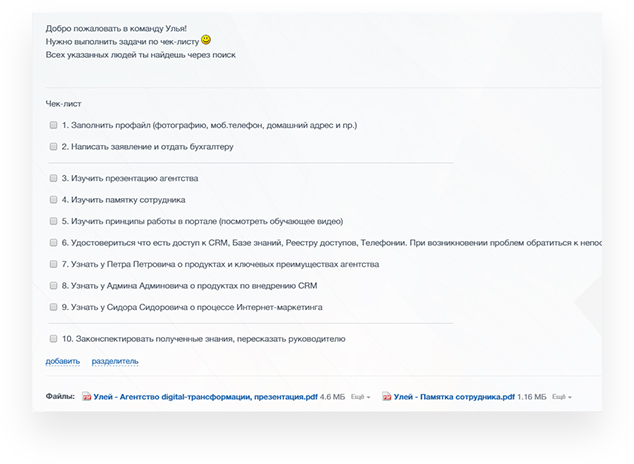 Добро пожаловать в команду Улья!
Нужно выполнить задачи по чек-листу
Всех указанных людей ты найдешь через поиск
Чек-лист
1. Заполнить профайл (фотографию, моб.телефон, домашний адрес и пр.)
2. Написать заявление и отдать бухгалтеру
3. Изучить презентацию агентства
4. Изучить памятку сотрудника
5. Изучить принципы работы в портале (посмотреть обучающее видео)
6. Удостовериться что есть доступ к CRM, Базе знаний, Реестру доступов, Телефонии. При возникновении проблем обратиться к непос
7. Узнать у Петра Петровича о продуктах и ключевых преимуществах агентства
8. Узнать у Админа Админовича о продуктах по внедрению CRM
9. Узнать у Сидора Сидоровича о процессе Интернет-маркетинга
10. Законспектировать полученные знания, пересказать руководителю
добавить разделитель
Файлы: Улей - Агентство digital-трансформации, презентация.pdf 4.6 МБ Ещё Улей - Памятка сотрудника.pdf 1.16 МБ Ещё